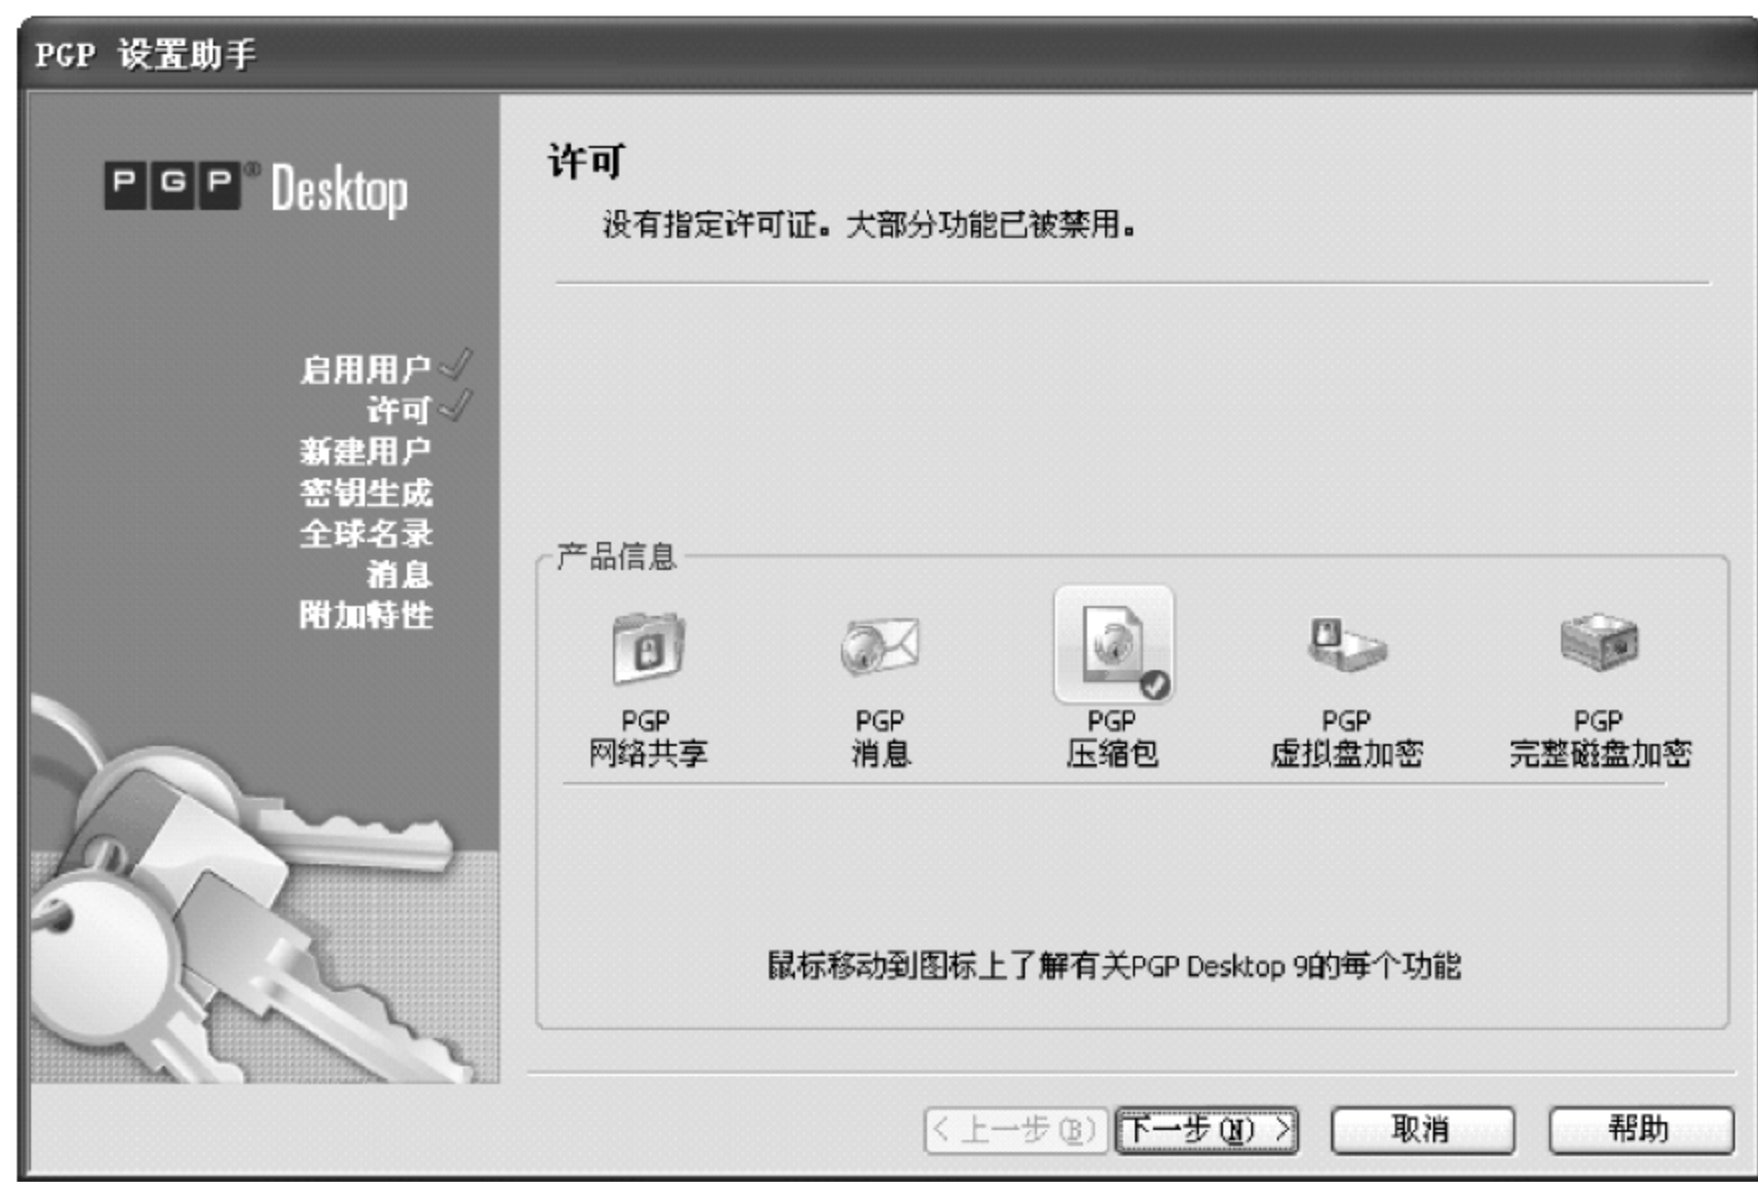 PGP 设置助手
PGP® Desktop
许可
没有指定许可证。大部分功能已被禁用。
启用用户
许可
新建用户
密钥生成
全球名录
消息
附加特性
产品信息
PGP
网络共享
PGP
消息
PGP
压缩包
PGP
虚拟盘加密
PGP
完整磁盘加密
鼠标移动到图标上了解有关PGP Desktop 9的每个功能
< 上一步(B)
下一步(N) >
取消
帮助